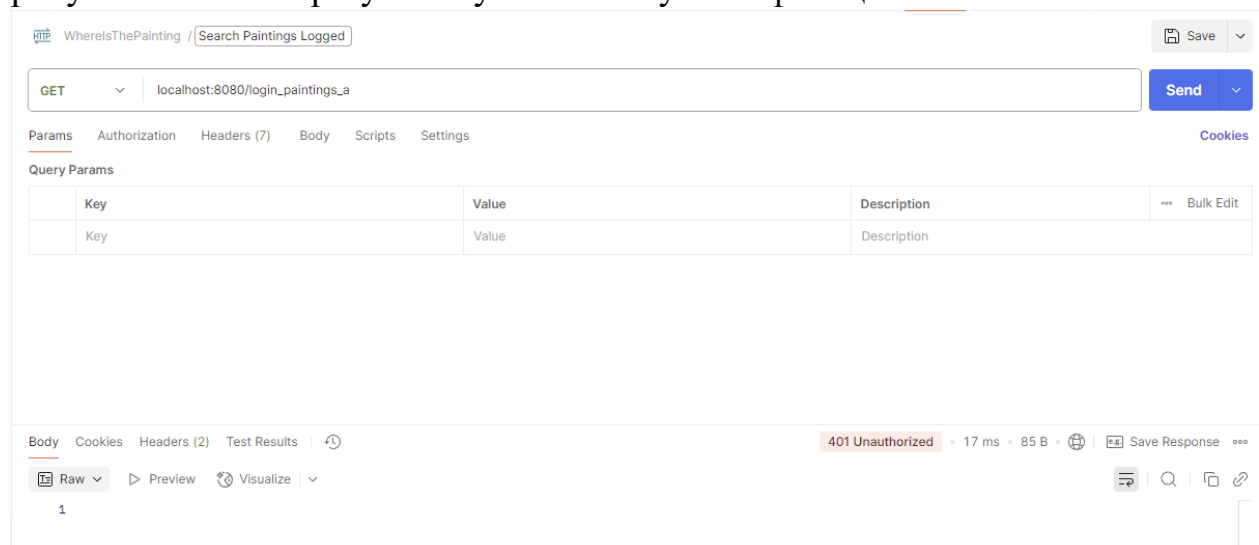 WhereIsThePainting / Search Paintings Logged
Save
GET localhost:8080/login_paintings_a
Send
Params Authorization Headers (7) Body Scripts Settings Cookies
Query Params
Key Value Description ••• Bulk Edit
Key Value Description
Body Cookies Headers (2) Test Results 401 Unauthorized • 17 ms • 85 B • Save Response •••
Raw Preview Visualize
1